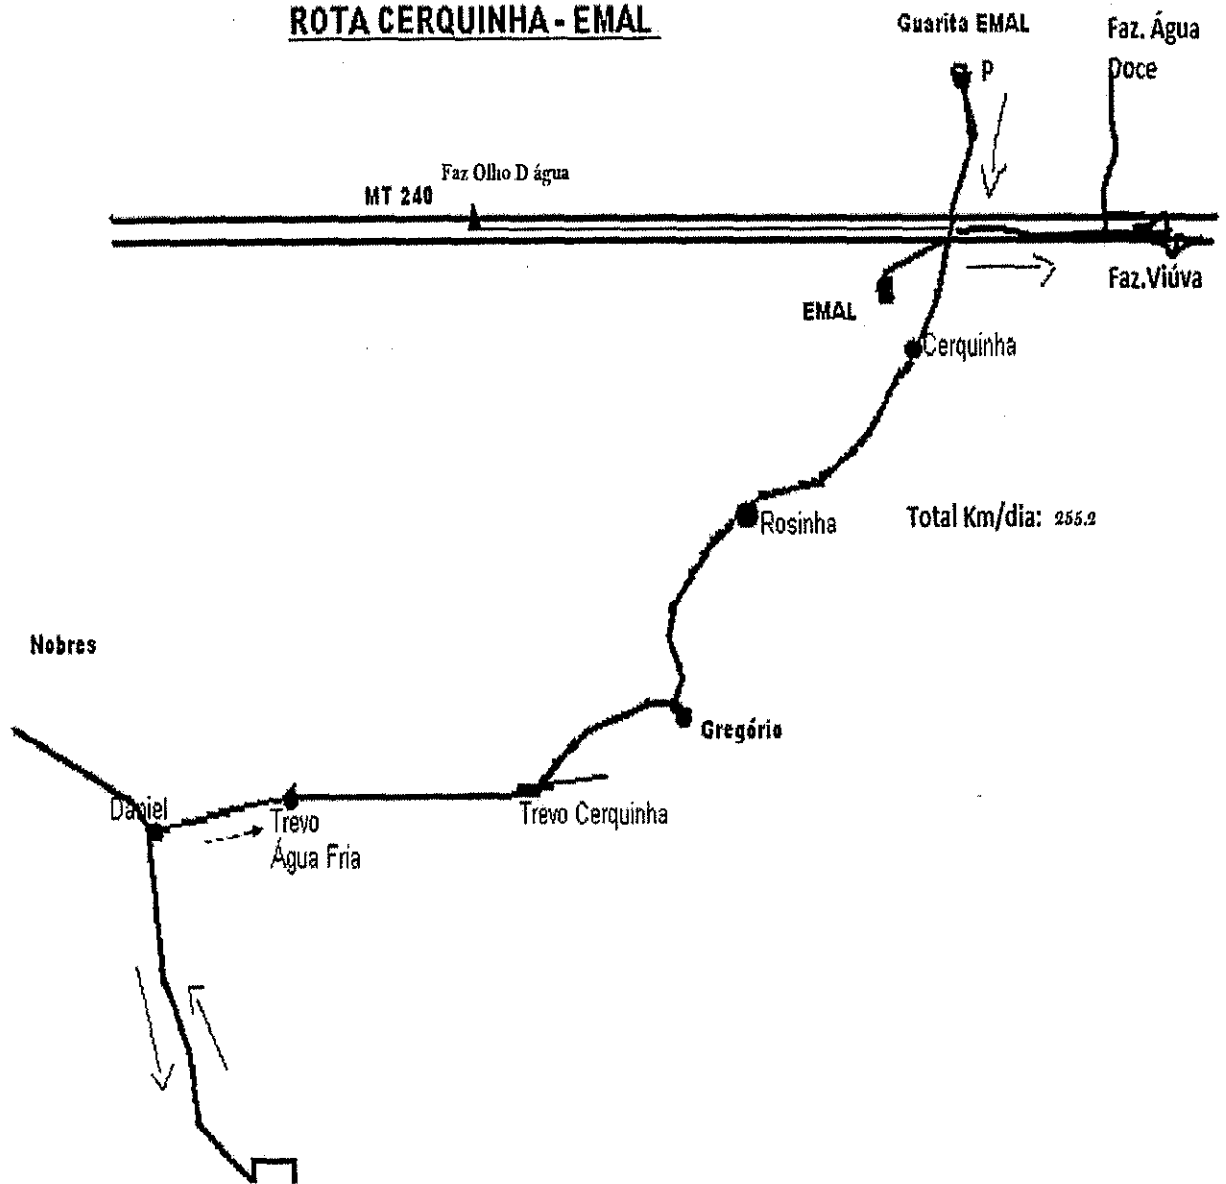 ROTA CERQUINHA - EMAL
Guarita EMAL
Faz. Água
Doce
P
Faz Olho D água
MT 240
Faz.Viúva
EMAL
Cerquinha
Rosinha
Total Km/dia: 255.2
Nobres
Gregório
Daniel
Trevo
Água Fria
Trevo Cerquinha